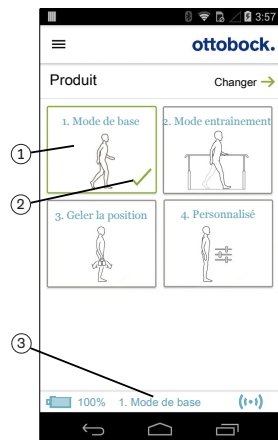 3:57
ottobock.
Produit
Changer →
1. Mode de base
2. Mode entraînement
3. Geler la position
4. Personnalisé
100% 1. Mode de base
1
2
3